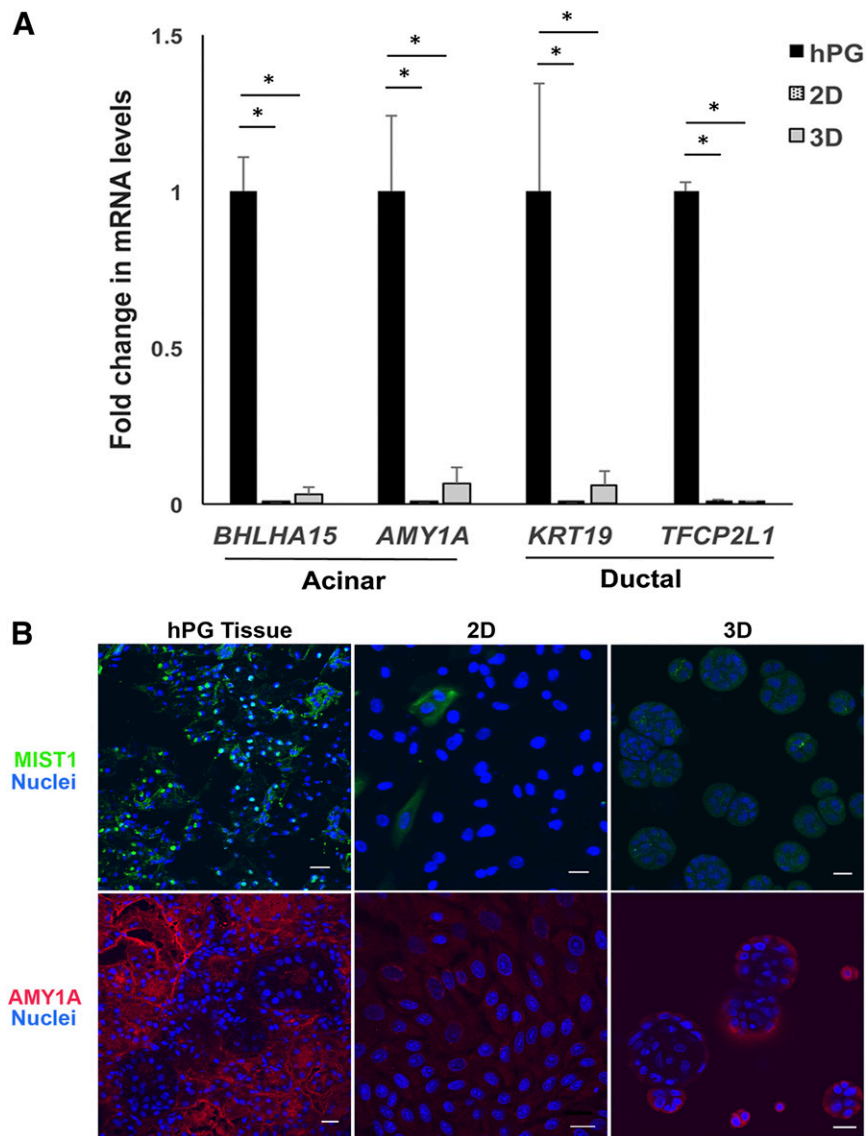 A
1.5
1
0.5
0
Fold change in mRNA levels
* * * *
* * * *
hPG
2D
3D
BHLHA15 AMY1A KRT19 TFCP2L1
Acinar Ductal
B
hPG Tissue 2D 3D
MIST1
Nuclei
AMY1A
Nuclei